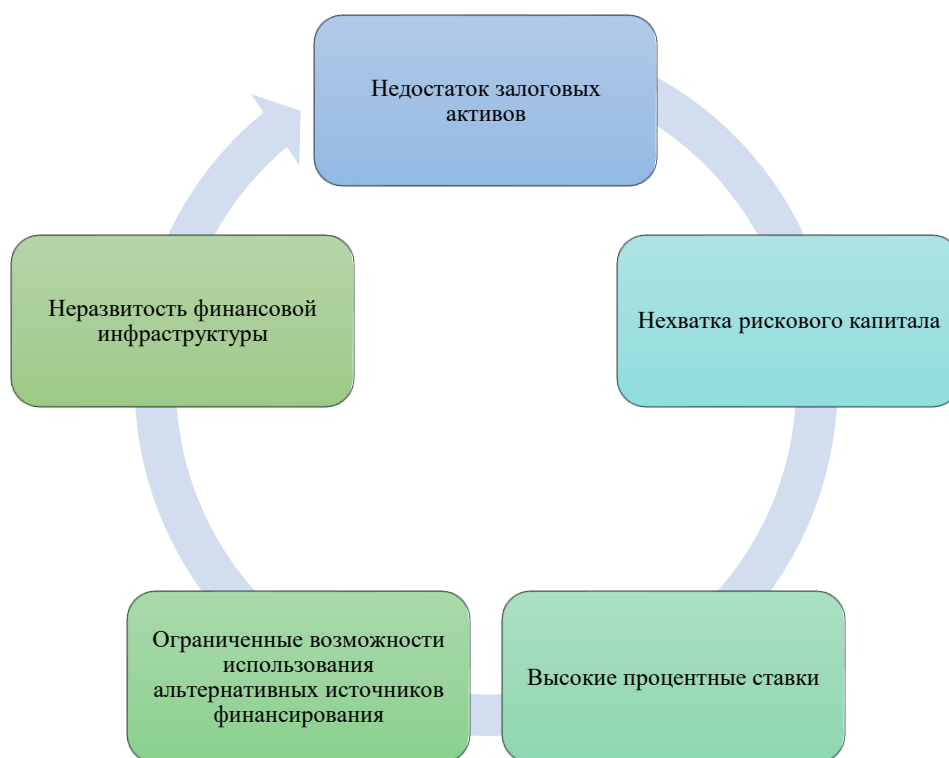 Недостаток залоговых
активов
Нехватка рискового капитала
Высокие процентные ставки
Ограниченные возможности
использования
альтернативных источников
финансирования
Неразвитость финансовой
инфраструктуры